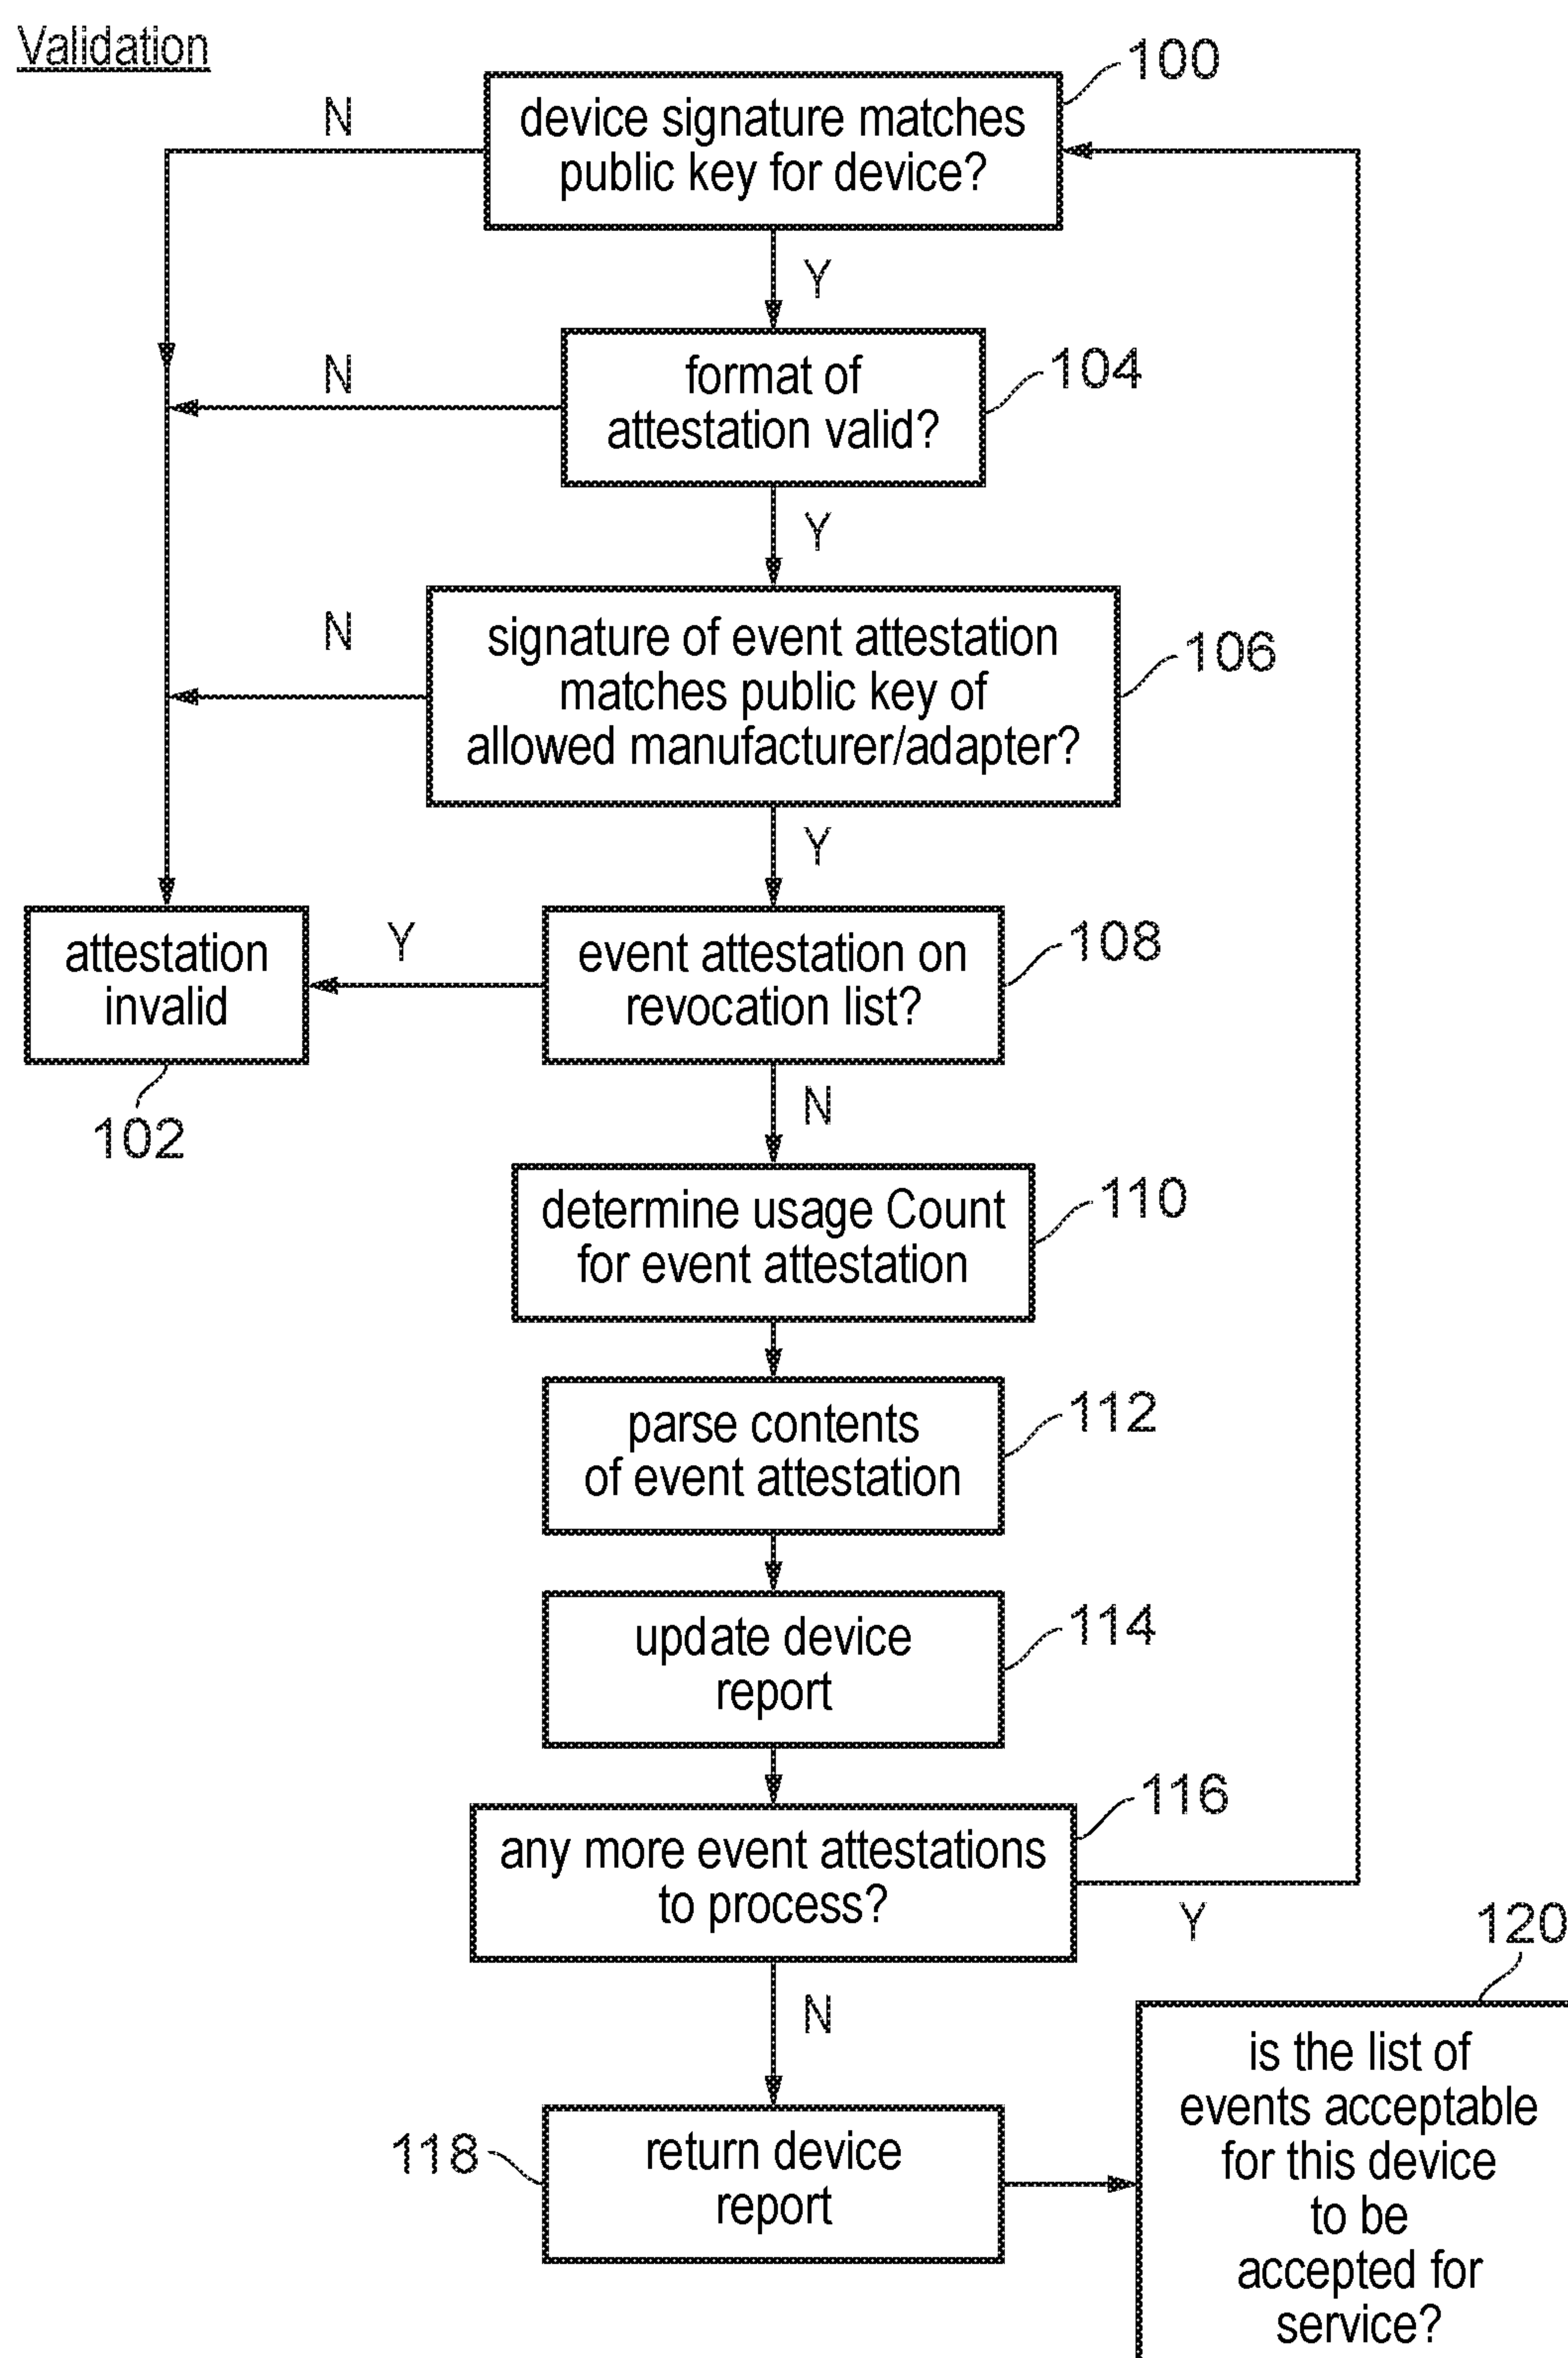 Validation
100
device signature matches
public key for device?
N
Y
format of
attestation valid?
104
N
Y
signature of event attestation
matches public key of
allowed manufacturer/adapter?
106
N
Y
attestation
invalid
102
Y
event attestation on
revocation list?
108
N
determine usage Count
for event attestation
110
parse contents
of event attestation
112
update device
report
114
any more event attestations
to process?
116
Y
N
118
return device
report
120
is the list of
events acceptable
for this device
to be
accepted for
service?